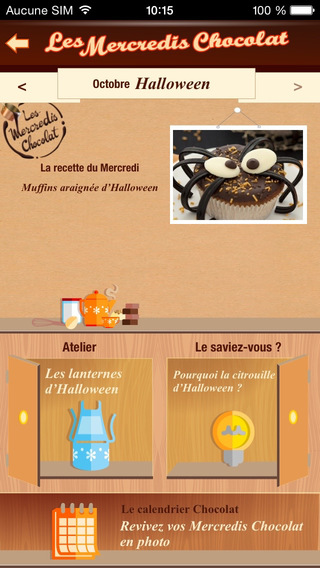 Aucune SIM 10:15 100 %
Les Mercredis Chocolat
< Octobre Halloween >
Les
Mercredis
Chocolat
La recette du Mercredi
Muffins araignée d'Halloween
Atelier
Les lanternes
d'Halloween
Le saviez-vous ?
Pourquoi la citrouille
d'Halloween ?
Le calendrier Chocolat
Revivez vos Mercredis Chocolat
en photo